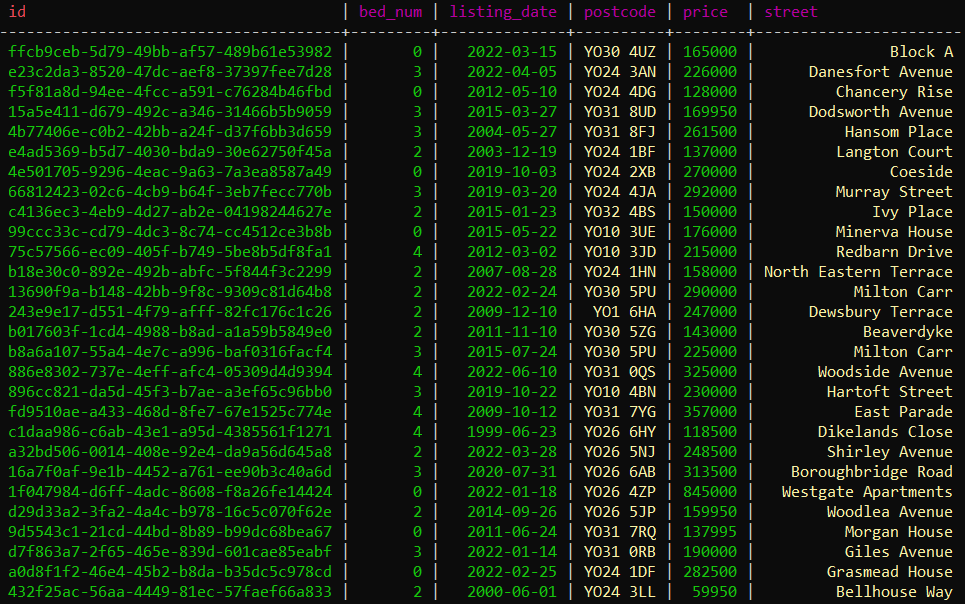 id | bed_num | listing_date | postcode | price | street
ffcb9ceb-5d79-49bb-af57-489b61e53982 | 0 | 2022-03-15 | YO30 4UZ | 165000 | Block A
e23c2da3-8520-47dc-aef8-37397fee7d28 | 3 | 2022-04-05 | YO24 3AN | 226000 | Danesfort Avenue
f5f81a8d-94ee-4fcc-a591-c76284b46fbd | 0 | 2012-05-10 | YO24 4DG | 128000 | Chancery Rise
15a5e411-d679-492c-a346-31466b5b9059 | 3 | 2015-03-27 | YO31 8UD | 169950 | Dodsworth Avenue
4b77406e-c0b2-42bb-a24f-d37f6bb3d659 | 3 | 2004-05-27 | YO31 8FJ | 261500 | Hansom Place
e4ad5369-b5d7-4030-bda9-30e62750f45a | 2 | 2003-12-19 | YO24 1BF | 137000 | Langton Court
4e501705-9296-4eac-9a63-7a3ea8587a49 | 0 | 2019-10-03 | YO24 2XB | 270000 | Coeside
66812423-02c6-4cb9-b64f-3eb7fecc770b | 3 | 2019-03-20 | YO24 4JA | 292000 | Murray Street
c4136ec3-4eb9-4d27-ab2e-04198244627e | 2 | 2015-01-23 | YO32 4BS | 150000 | Ivy Place
99ccc33c-cd79-4dc3-8c74-cc4512ce3b8b | 0 | 2015-05-22 | YO10 3UE | 176000 | Minerva House
75c57566-ec09-405f-b749-5be8b5df8fa1 | 4 | 2012-03-02 | YO10 3JD | 215000 | Redbarn Drive
b18e30c0-892e-492b-abfc-5f844f3c2299 | 2 | 2007-08-28 | YO24 1HN | 158000 | North Eastern Terrace
13690f9a-b148-42bb-9f8c-9309c81d64b8 | 2 | 2022-02-24 | YO30 5PU | 290000 | Milton Carr
243e9e17-d551-4f79-afff-82fc176c1c26 | 2 | 2009-12-10 | YO1 6HA | 247000 | Dewsbury Terrace
b017603f-1cd4-4988-b8ad-a1a59b5849e0 | 2 | 2011-11-10 | YO30 5ZG | 143000 | Beaverdyke
b8a6a107-55a4-4e7c-a996-baf0316facf4 | 3 | 2015-07-24 | YO30 5PU | 225000 | Milton Carr
886e8302-737e-4eff-afc4-05309d4d9394 | 4 | 2022-06-10 | YO31 0QS | 325000 | Woodside Avenue
896cc821-da5d-45f3-b7ae-a3ef65c96bb0 | 3 | 2019-10-22 | YO10 4BN | 230000 | Hartoft Street
fd9510ae-a433-468d-8fe7-67e1525c774e | 4 | 2009-10-12 | YO31 7YG | 357000 | East Parade
c1daa986-c6ab-43e1-a95d-4385561f1271 | 4 | 1999-06-23 | YO26 6HY | 118500 | Dikelands Close
a32bd506-0014-408e-92e4-da9a56d645a8 | 2 | 2022-03-28 | YO26 5NJ | 248500 | Shirley Avenue
16a7f0af-9e1b-4452-a761-ee90b3c40a6d | 3 | 2020-07-31 | YO26 6AB | 313500 | Boroughbridge Road
1f047984-d6ff-4adc-8608-f8a26fe14424 | 0 | 2022-01-18 | YO26 4ZP | 845000 | Westgate Apartments
d29d33a2-3fa2-4a4c-b978-16c5c070f62e | 2 | 2014-09-26 | YO26 5JP | 159950 | Woodlea Avenue
9d5543c1-21cd-44bd-8b89-b99dc68bea67 | 0 | 2011-06-24 | YO31 7RQ | 137995 | Morgan House
d7f863a7-2f65-465e-839d-601cae85eabf | 3 | 2022-01-14 | YO31 0RB | 190000 | Giles Avenue
a0d8f1f2-46e4-45b2-b8da-b35dc5c978cd | 0 | 2022-02-25 | YO24 1DF | 282500 | Grasmead House
432f25ac-56aa-4449-81ec-57faef66a833 | 2 | 2000-06-01 | YO24 3LL | 59950 | Bellhouse Way